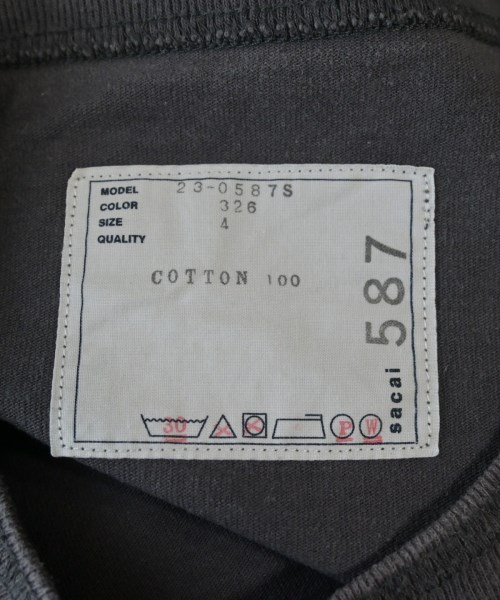 MODEL 23-0587S
COLOR 326
SIZE 4
QUALITY
COTTON 100
587
sacai
30
P W